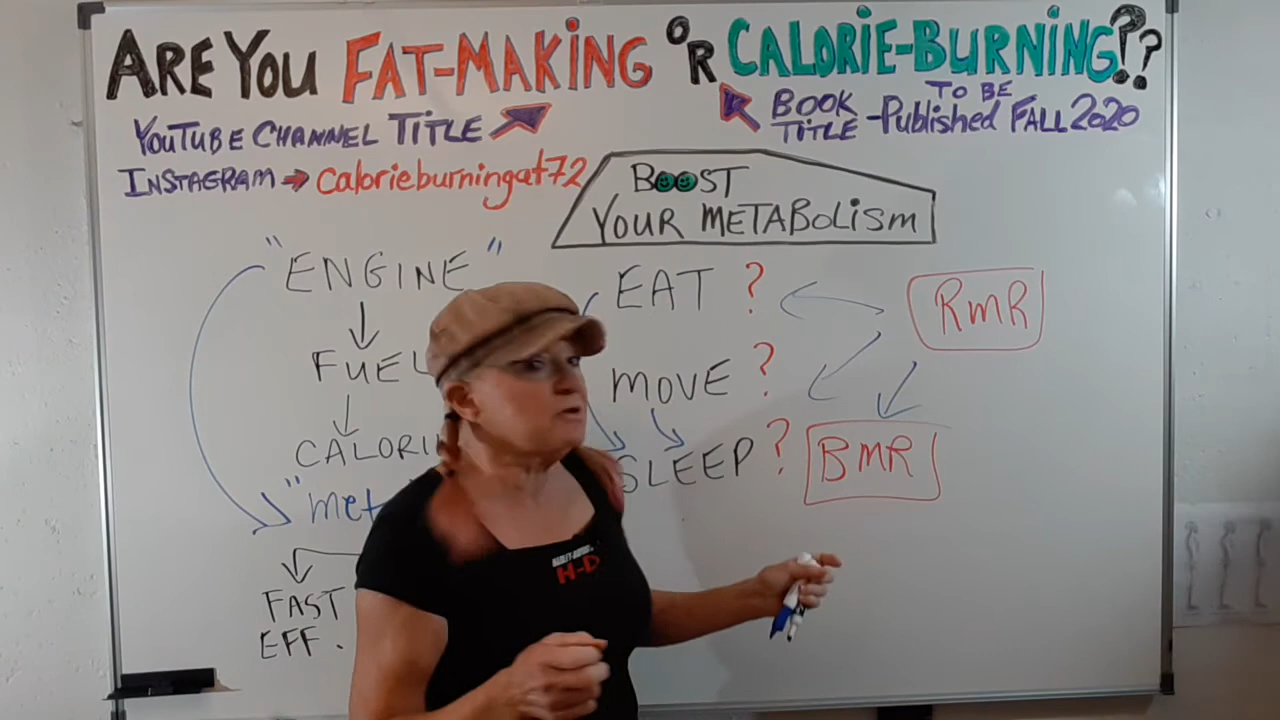 ARE YOU FAT-MAKING OR CALORIE-BURNING??
YOUTUBE CHANNEL TITLE
BOOK TITLE - TO BE Published FALL 2020
INSTAGRAM → calorieburningat72
BOOST
YOUR METABOLISM
"ENGINE"
EAT ?
RMR
FUEL
MOVE ?
SLEEP ?
BMR
FAST
EFF.
H-D